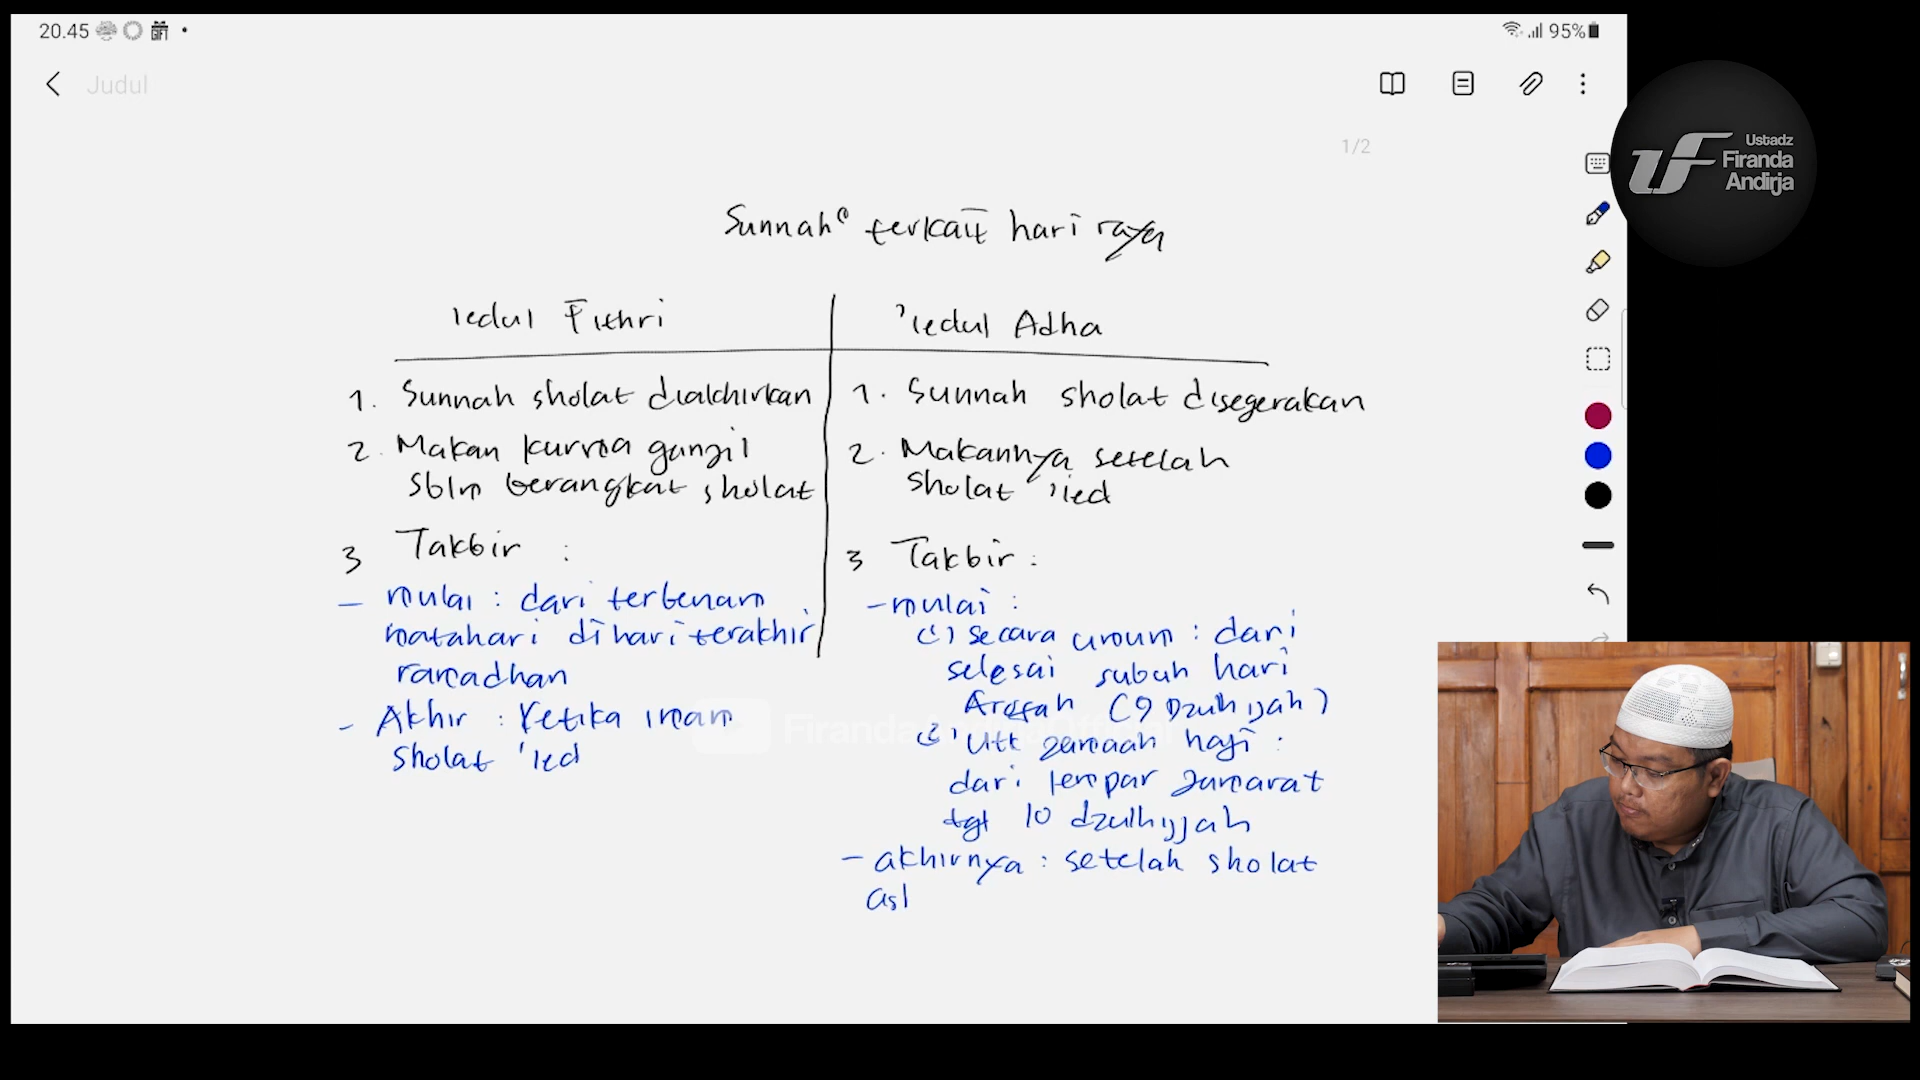 20.45
95%
Judul
1/2
Ustadz
Firanda
Andirja
Sunnah² terkait hari raya
'Iedul Fithri
'Iedul Adha
1. Sunnah sholat diakhirkan
2. Makan kurma ganjil
sblm berangkat sholat
3 Takbir :
- mulai : dari terbenam
matahari di hari terakhir
ramadhan
- Akhir : Ketika imam
sholat 'ied
1. Sunnah sholat disegerakan
2. Makannya setelah
sholat 'ied
3 Takbir :
- mulai :
(1) secara umum : dari
selesai subuh hari
Arafah (9 Dzulhijjah)
(2) Utk jamaah haji :
dari lempar Jamarat
tgl 10 dzulhijjah
- akhirnya : setelah sholat
as
Firanda Andirja Official